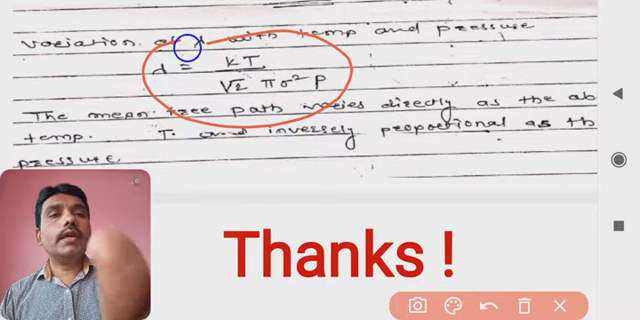 variation of λ with temp and pressure
λ = KT / √2 πσ² P
The mean free path varies directly as the ab
temp. T. and inversely proportional as th
pressure
Thanks !